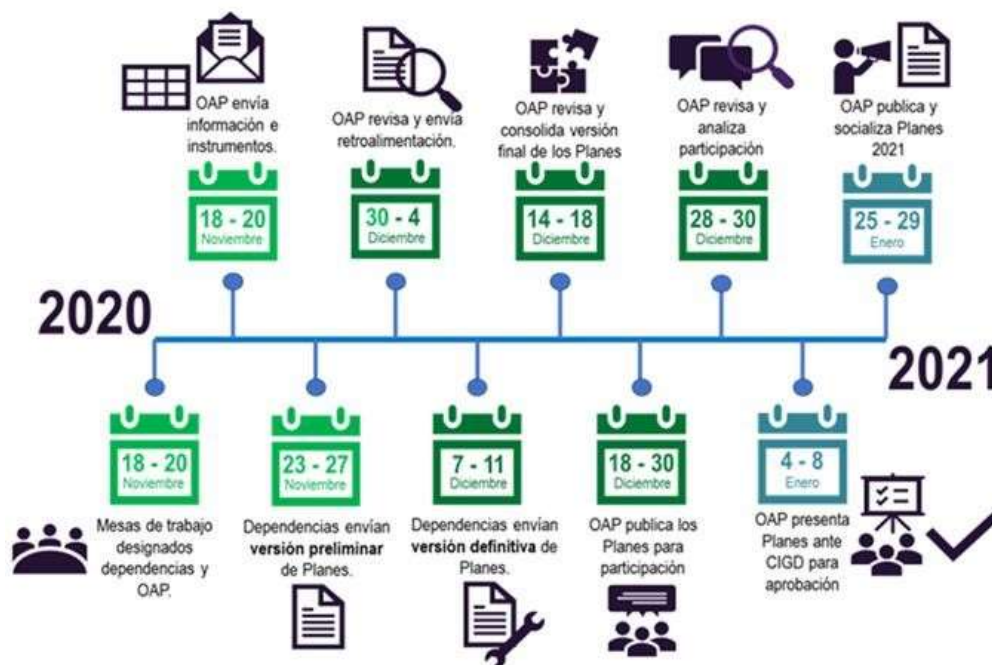 OAP envía
información e
instrumentos.
18 - 20
Noviembre
OAP revisa y envía
retroalimentación.
30 - 4
Diciembre
OAP revisa y
consolida versión
final de los Planes
14 - 18
Diciembre
OAP revisa y
analiza
participación
28 - 30
Diciembre
OAP publica y
socializa Planes
2021
25 - 29
Enero
2020
2021
18 - 20
Noviembre
Mesas de trabajo
designados
dependencias y
OAP.
23 - 27
Noviembre
Dependencias envían
versión preliminar
de Planes.
7 - 11
Diciembre
Dependencias envían
versión definitiva de
Planes.
18 - 30
Diciembre
OAP publica los
Planes para
participación
4 - 8
Enero
OAP presenta
Planes ante
CIGD para
aprobación